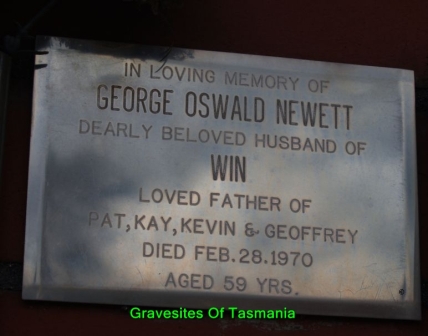 IN LOVING MEMORY OF
GEORGE OSWALD NEWETT
DEARLY BELOVED HUSBAND OF
WIN
LOVED FATHER OF
PAT, KAY, KEVIN & GEOFFREY
DIED FEB. 28. 1970
AGED 59 YRS.
Gravesites Of Tasmania